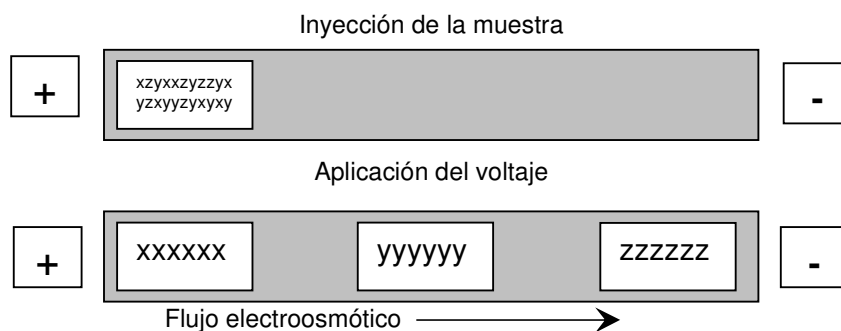 Inyección de la muestra
+
xzyxxzyzzyx
yzxyyzyxyxy
-
Aplicación del voltaje
+
xxxxxx
yyyyyy
zzzzzz
-
Flujo electroosmótico